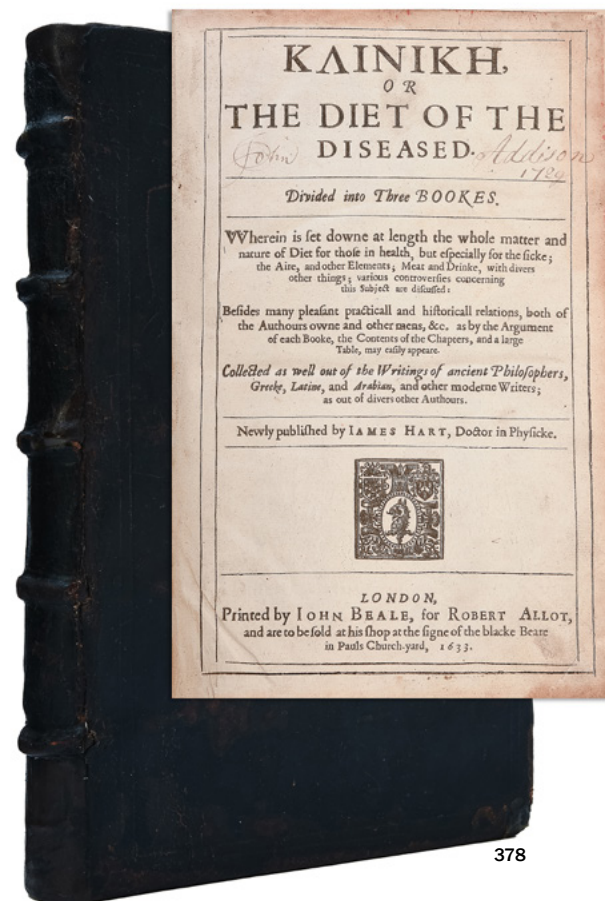 ΚΛΙΝΙΚΗ,
OR
THE DIET OF THE
DISEASED.
John Addison
1729
Divided into Three BOOKES.
VVherein is ſet downe at length the whole matter and
nature of Diet for thoſe in health, but eſpecially for the ſicke;
the Aire, and other Elements; Meat and Drinke, with divers
other things; various controverſies concerning
this Subject are diſcuſſed:
Beſides many pleaſant practicall and hiſtoricall relations, both of
the Authours owne and other mens, &c. as by the Argument
of each Booke, the Contents of the Chapters, and a large
Table, may eaſily appeare.
Collected as well out of the Writings of ancient Philoſophers,
Greeke, Latine, and Arabian, and other moderne Writers;
as out of divers other Authours.
Newly publiſhed by IAMES HART, Doctor in Phyſicke.
LONDON,
Printed by IOHN BEALE, for ROBERT ALLOT,
and are to be ſold at his ſhop at the ſigne of the blacke Beare
in Pauls Church-yard, 1633.
378